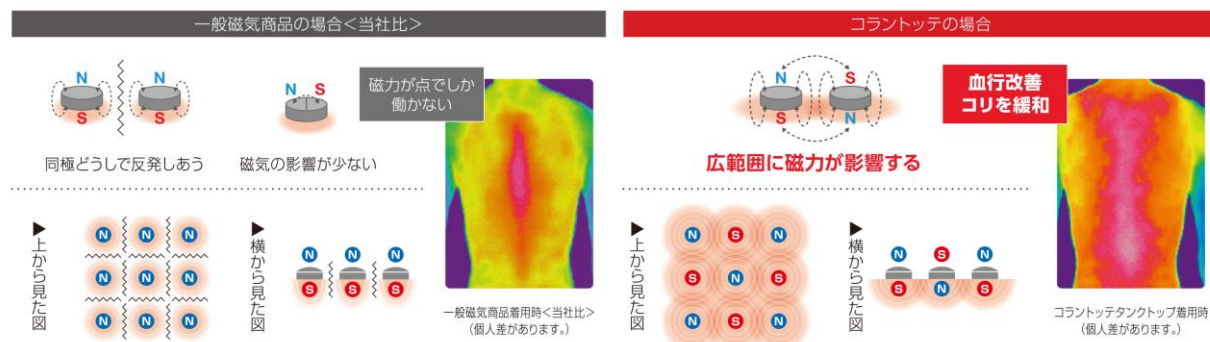 一般磁気商品の場合<当社比>
N
N
S
S
同極どうしで反発しあう
N S
磁気の影響が少ない
磁力が点でしか
働かない
▶上から見た図
N N N
N N N
N N N
▶横から見た図
N N N
S S S
一般磁気商品着用時<当社比>
(個人差があります。)
コラントッテの場合
N S
S N
広範囲に磁力が影響する
血行改善
コリを緩和
▶上から見た図
N S N
S N S
N S N
▶横から見た図
N S N
S N S
コラントッテタンクトップ着用時
(個人差があります。)